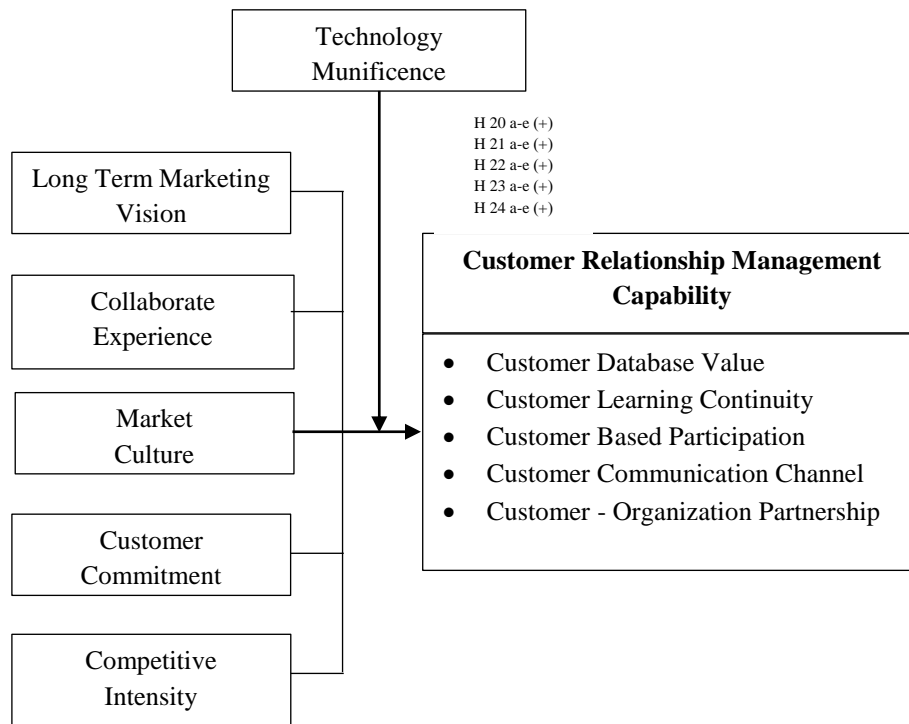 Technology
Munificence
H 20 a-e (+)
H 21 a-e (+)
H 22 a-e (+)
H 23 a-e (+)
H 24 a-e (+)
Long Term Marketing
Vision
Collaborate
Experience
Market
Culture
Customer
Commitment
Competitive
Intensity
Customer Relationship Management
Capability
• Customer Database Value
• Customer Learning Continuity
• Customer Based Participation
• Customer Communication Channel
• Customer - Organization Partnership